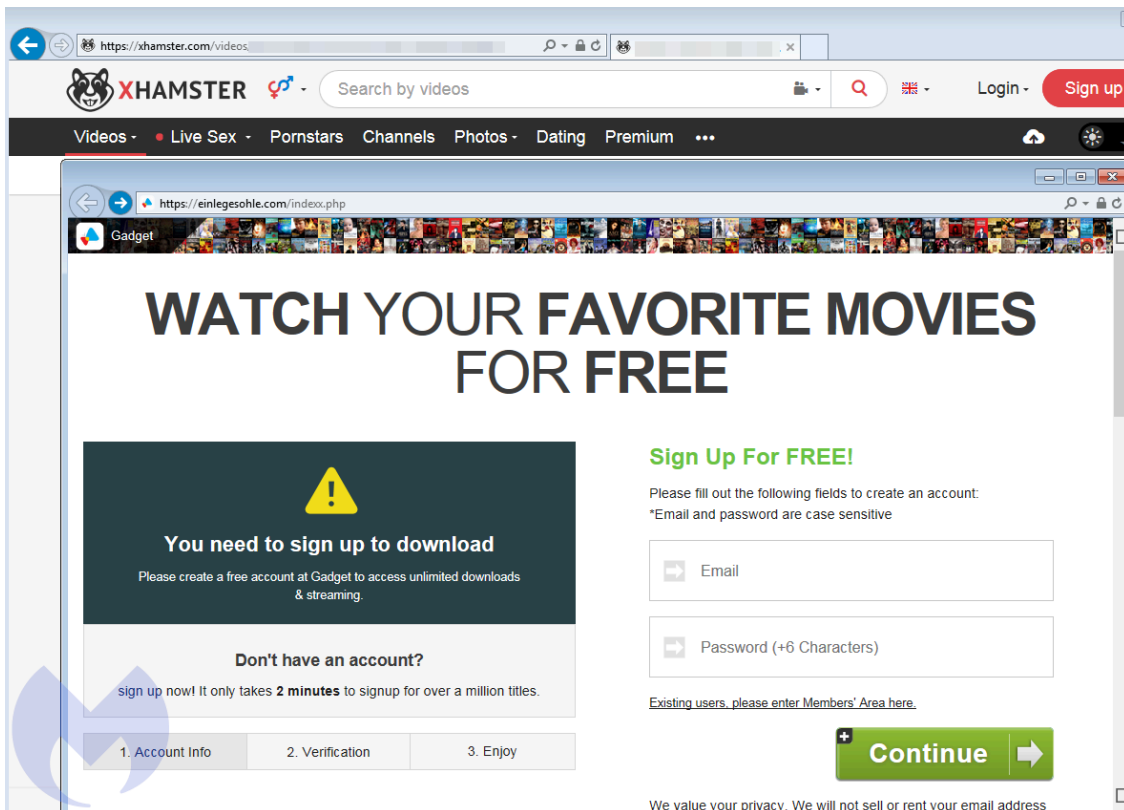 https://xhamster.com/videos
XHAMSTER
Search by videos
Login
Sign up
Videos
Live Sex
Pornstars
Channels
Photos
Dating
Premium
•••
https://einlegesohle.com/indexx.php
Gadget
WATCH YOUR FAVORITE MOVIES
FOR FREE
You need to sign up to download
Please create a free account at Gadget to access unlimited downloads
& streaming.
Don't have an account?
sign up now! It only takes 2 minutes to signup for over a million titles.
1. Account Info
2. Verification
3. Enjoy
Sign Up For FREE!
Please fill out the following fields to create an account:
*Email and password are case sensitive
Email
Password (+6 Characters)
Existing users, please enter Members' Area here.
Continue
We value your privacy. We will not sell or rent your email address